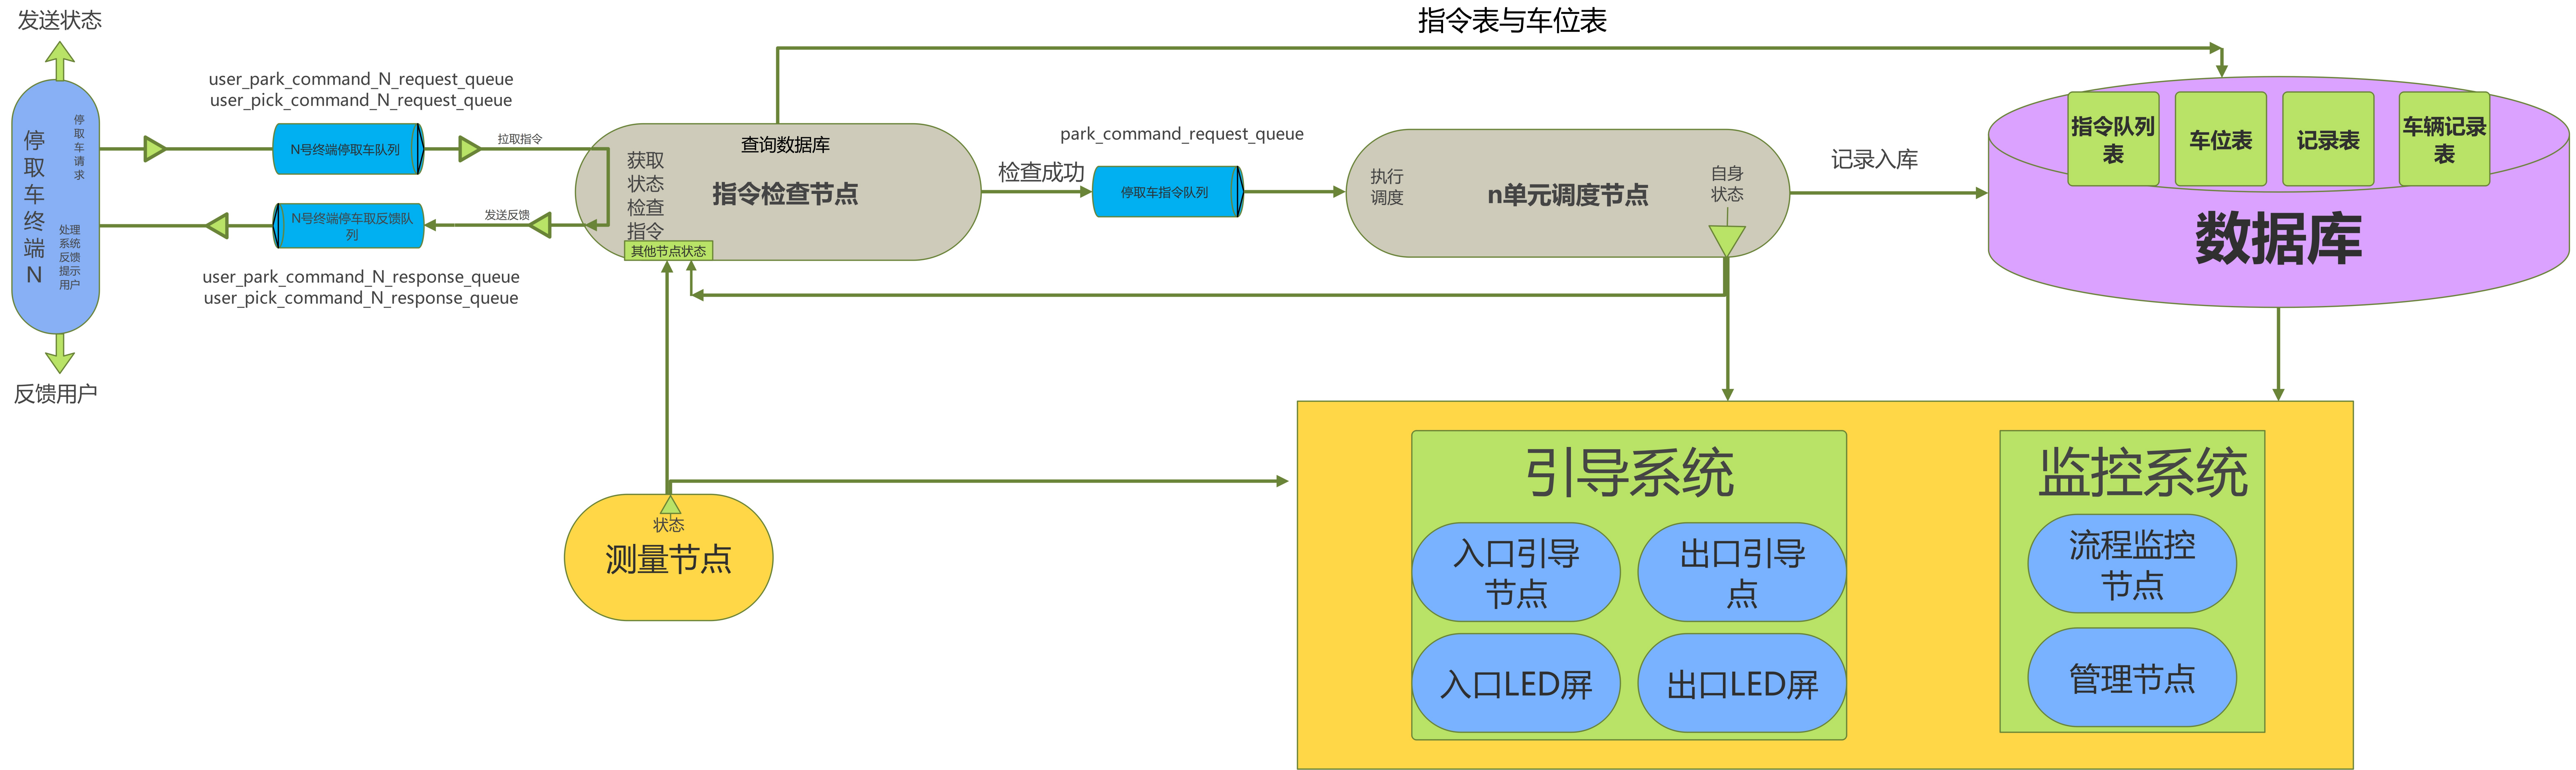 发送状态
停取车终端N
停取车请求
处理
系统
反馈
提示
用户
反馈用户
user_park_command_N_request_queue
user_pick_command_N_request_queue
N号终端停取车队列
拉取指令
N号终端停车取反馈队
列
发送反馈
user_park_command_N_response_queue
user_pick_command_N_response_queue
查询数据库
获取
状态
检查
指令
指令检查节点
其他节点状态
检查成功
park_command_request_queue
停取车指令队列
执行
调度
n单元调度节点
自身
状态
记录入库
指令表与车位表
指令队列
表
车位表
记录表
车辆记录
表
数据库
状态
测量节点
引导系统
入口引导
节点
出口引导
点
入口LED屏
出口LED屏
监控系统
流程监控
节点
管理节点